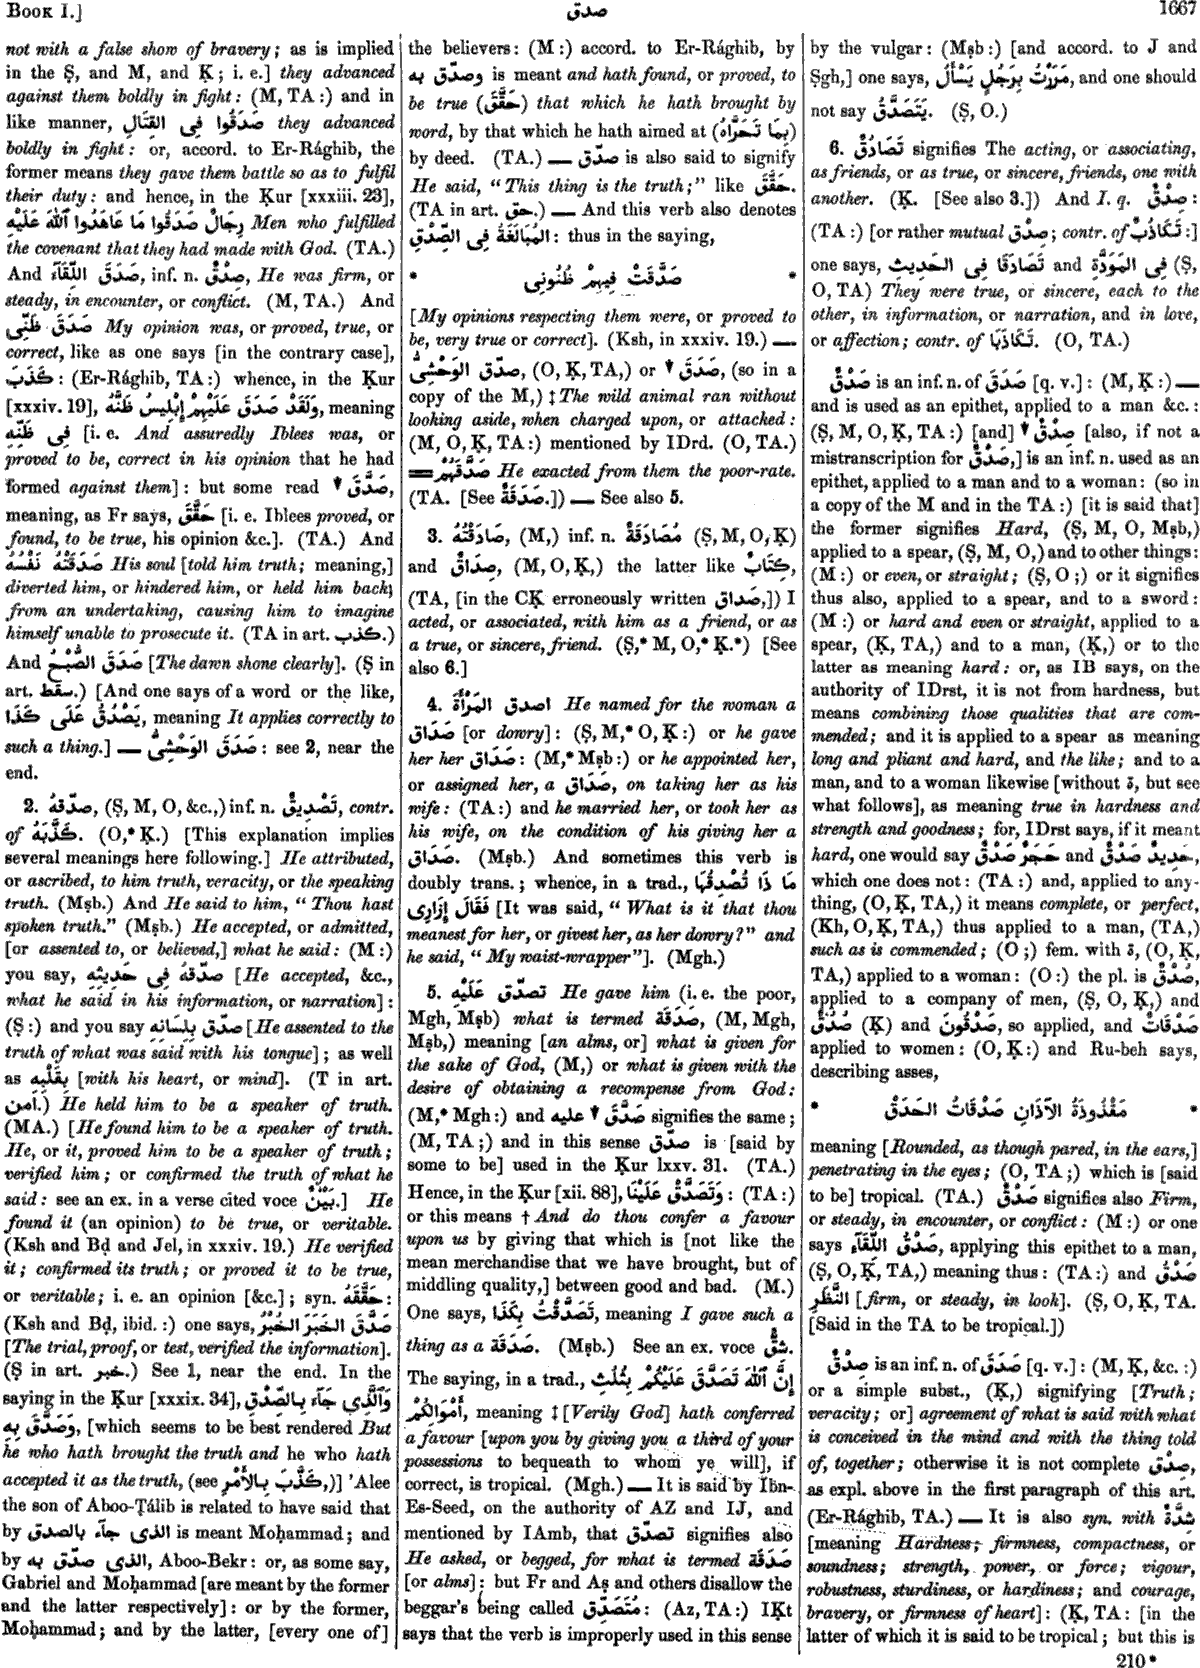 BOOK I.]
صدق
1667
not with a false show of bravery; as is implied
in the Ṣ, and M, and Ḳ; i. e.] they advanced
against them boldly in fight: (M, TA:) and in
like manner, صَدَقُوا فِى القِتَالِ they advanced
boldly in fight: or, accord. to Er-Rághib, the
former means they gave them battle so as to fulfil
their duty: and hence, in the Ḳur [xxxiii. 23],
رِجَالٌ صَدَقُوا مَا عَاهَدُوا ٱللّٰهَ عَلَيْهِ Men who fulfilled
the covenant that they had made with God. (TA.)
And صَدَقَ اللِّقَآءَ, inf. n. صِدْقٌ, He was firm, or
steady, in encounter, or conflict. (M, TA.) And
صَدَقَ ظَنِّى My opinion was, or proved, true, or
correct, like as one says [in the contrary case],
كَذَبَ: (Er-Rághib, TA:) whence, in the Ḳur
[xxxiv. 19], وَلَقَدْ صَدَقَ عَلَيْهِمْ إِبْلِيسُ ظَنَّهُ, meaning
فِى ظَنِّهِ [i. e. And assuredly Iblees was, or
proved to be, correct in his opinion that he had
formed against them]: but some read ▼ صَدَّقَ,
meaning, as Fr says, حَقَّقَ [i. e. Iblees proved, or
found, to be true, his opinion &c.]. (TA.) And
صَدَقَتْهُ نَفْسُهُ His soul [told him truth; meaning,]
diverted him, or hindered him, or held him back,
from an undertaking, causing him to imagine
himself unable to prosecute it. (TA in art. كذب.)
And صَدَقَ الصُّبْحُ [The dawn shone clearly]. (Ṣ in
art. سقط.) [And one says of a word or the like,
يَصْدُقُ عَلَى كَذَا, meaning It applies correctly to
such a thing.] — صَدَقَ الوَحْشِىُّ: see 2, near the
end.
2. صدّقهُ, (Ṣ, M, O, &c.,) inf. n. تَصْدِيقٌ, contr.
of كَذَّبَهُ. (O,* Ḳ.) [This explanation implies
several meanings here following.] He attributed,
or ascribed, to him truth, veracity, or the speaking
truth. (Mṣb.) And He said to him, “Thou hast
spoken truth.” (Mṣb.) He accepted, or admitted,
[or assented to, or believed,] what he said: (M:)
you say, صدّقهُ فِى حَدِيثِهِ [He accepted, &c.,
what he said in his information, or narration]:
(Ṣ:) and you say صدّق بِلِسَانِهِ [He assented to the
truth of what was said with his tongue]; as well
as بِقَلْبِهِ [with his heart, or mind]. (T in art.
أمن.) He held him to be a speaker of truth.
(MA.) [He found him to be a speaker of truth.
He, or it, proved him to be a speaker of truth;
verified him; or confirmed the truth of what he
said: see an ex. in a verse cited voce بَيْنٌ.] He
found it (an opinion) to be true, or veritable.
(Ksh and Bḍ and Jel, in xxxiv. 19.) He verified
it; confirmed its truth; or proved it to be true,
or veritable; i. e. an opinion [&c.]; syn. حَقَّقَهُ:
(Ksh and Bḍ, ibid.:) one says, صَدَّقَ الخَبَرَ الخُبْرُ
[The trial, proof, or test, verified the information].
(Ṣ in art. خبر.) See 1, near the end. In the
saying in the Ḳur [xxxix. 34], وَٱلَّذِي جَآءَ بِالصِّدْقِ
وَصَدَّقَ بِهِ, [which seems to be best rendered But
he who hath brought the truth and he who hath
accepted it as the truth, (see كَذَّبَ بِالأَمْرِ,)] ’Alee
the son of Aboo-Ṭálib is related to have said that
by الذى جآء بالصدق is meant Moḥammad; and
by الذى صدّق به, Aboo-Bekr: or, as some say,
Gabriel and Moḥammad [are meant by the former
and the latter respectively]: or by the former,
Moḥammad; and by the latter, [every one of]
the believers: (M:) accord. to Er-Rághib, by
وصدّق به is meant and hath found, or proved, to
be true (حَقَّقَ) that which he hath brought by
word, by that which he hath aimed at (بِمَا تَحَرَّاهُ)
by deed. (TA.) — صدّق is also said to signify
He said, “This thing is the truth;” like حَقَّقَ.
(TA in art. حق.) — And this verb also denotes
المُبَالَغَةُ فِى الصِّدْقِ: thus in the saying,
* صَدَّقَتْ فِيهِمْ ظُنُونِى *
[My opinions respecting them were, or proved to
be, very true or correct]. (Ksh, in xxxiv. 19.) —
صدّق الوَحْشِىُّ, (O, Ḳ, TA,) or ▼ صَدَقَ, (so in a
copy of the M,) ‡ The wild animal ran without
looking aside, when charged upon, or attacked:
(M, O, Ḳ, TA:) mentioned by IDrd. (O, TA.)
═ صَدَّقَهُمْ He exacted from them the poor-rate.
(TA. [See صَدَقَةٌ.]) — See also 5.
3. صَادَقْتُهُ, (M,) inf. n. مُصَادَقَةٌ (Ṣ, M, O, Ḳ)
and صِدَاقٌ, (M, O, Ḳ,) the latter like كِتَابٌ,
(TA, [in the CḲ erroneously written صَداق,]) I
acted, or associated, with him as a friend, or as
a true, or sincere, friend. (Ṣ,* M, O,* Ḳ.*) [See
also 6.]
4. اصدق المَرْأَةَ He named for the woman a
صَدَاق [or dowry]: (Ṣ, M,* O, Ḳ:) or he gave
her her صَدَاق: (M,* Mṣb:) or he appointed her,
or assigned her, a صَدَاق, on taking her as his
wife: (TA:) and he married her, or took her as
his wife, on the condition of his giving her a
صَدَاق. (Mṣb.) And sometimes this verb is
doubly trans.; whence, in a trad., مَا ذَا تُصْدِقُهَا
فَقَالَ إِزَارِى [It was said, “What is it that thou
meanest for her, or givest her, as her dowry?” and
he said, “My waist-wrapper”]. (Mgh.)
5. تصدّق عَلَيْهِ He gave him (i. e. the poor,
Mgh, Mṣb) what is termed صَدَقَة, (M, Mgh,
Mṣb,) meaning [an alms, or] what is given for
the sake of God, (M,) or what is given with the
desire of obtaining a recompense from God:
(M,* Mgh:) and عليه ▼ صَدَّقَ signifies the same;
(M, TA;) and in this sense صدّق is [said by
some to be] used in the Ḳur lxxv. 31. (TA.)
Hence, in the Ḳur [xii. 88], وَتَصَدَّقْ عَلَيْنَا: (TA:)
or this means † And do thou confer a favour
upon us by giving that which is [not like the
mean merchandise that we have brought, but of
middling quality,] between good and bad. (M.)
One says, تَصَدَّقْتُ بِكَذَا, meaning I gave such a
thing as a صَدَقَة. (Mṣb.) See an ex. voce شِقٌّ.
The saying, in a trad., إِنَّ ٱللّٰهَ تَصَدَّقَ عَلَيْكُمْ بِثُلُثِ
أَمْوَالِكُمْ, meaning ‡ [Verily God] hath conferred
a favour [upon you by giving you a third of your
possessions to bequeath to whom ye will], if
correct, is tropical. (Mgh.) — It is said by Ibn-
Es-Seed, on the authority of AZ and IJ, and
mentioned by IAmb, that تصدّق signifies also
He asked, or begged, for what is termed صَدَقَة
[or alms]: but Fr and Aṣ and others disallow the
beggar’s being called مُتَصَدِّق: (Az, TA:) IḲt
says that the verb is improperly used in this sense
by the vulgar: (Mṣb:) [and accord. to J and
Ṣgh,] one says, مَرَرْتُ بِرَجُلٍ يَسْأَلُ, and one should
not say يَتَصَدَّقُ. (Ṣ, O.)
6. تَصَادُقٌ signifies The acting, or associating,
as friends, or as true, or sincere, friends, one with
another. (Ḳ. [See also 3.]) And I. q. صِدْقٌ:
(TA:) [or rather mutual صِدْق; contr. of تَكَاذُبٌ:]
one says, تَصَادَقَا فِى الحَدِيثِ and فِى المَوَدَّةِ (Ṣ,
O, TA) They were true, or sincere, each to the
other, in information, or narration, and in love,
or affection; contr. of تَكَاذَبَا. (O, TA.)
صَدْقٌ is an inf. n. of صَدَقَ [q. v.]: (M, Ḳ:) —
and is used as an epithet, applied to a man &c.:
(Ṣ, M, O, Ḳ, TA:) [and] ▼ صِدْقٌ [also, if not a
mistranscription for صَدْقٌ,] is an inf. n. used as an
epithet, applied to a man and to a woman: (so in
a copy of the M and in the TA:) [it is said that]
the former signifies Hard, (Ṣ, M, O, Mṣb,)
applied to a spear, (Ṣ, M, O,) and to other things:
(M:) or even, or straight; (Ṣ, O;) or it signifies
thus also, applied to a spear, and to a sword:
(M:) or hard and even or straight, applied to a
spear, (Ḳ, TA,) and to a man, (Ḳ,) or to the
latter as meaning hard: or, as IB says, on the
authority of IDrst, it is not from hardness, but
means combining those qualities that are com-
mended; and it is applied to a spear as meaning
long and pliant and hard, and the like; and to a
man, and to a woman likewise [without ة, but see
what follows], as meaning true in hardness and
strength and goodness; for, IDrst says, if it meant
hard, one would say حَجَرٌ صَدْقٌ and حَدِيدٌ صَدْقٌ,
which one does not: (TA:) and, applied to any-
thing, (O, Ḳ, TA,) it means complete, or perfect,
(Kh, O, Ḳ, TA,) thus applied to a man, (TA,)
such as is commended; (O;) fem. with ة, (O, Ḳ,
TA,) applied to a woman: (O:) the pl. is صُدْقٌ,
applied to a company of men, (Ṣ, O, Ḳ,) and
صُدُقٌ (Ḳ) and صَدْقُونَ, so applied, and صَدْقَاتٌ
applied to women: (O, Ḳ:) and Ru-beh says,
describing asses,
* مَقْذُوذَةُ الآذَانِ صَدْقَاتُ الحَدَقْ *
meaning [Rounded, as though pared, in the ears,]
penetrating in the eyes; (O, TA;) which is [said
to be] tropical. (TA.) صَدْقٌ signifies also Firm,
or steady, in encounter, or conflict: (M:) or one
says صَدْقُ اللِّقَآءِ, applying this epithet to a man,
(Ṣ, O, Ḳ, TA,) meaning thus: (TA:) and صَدْقُ
النَّظَرِ [firm, or steady, in look]. (Ṣ, O, Ḳ, TA.
[Said in the TA to be tropical.])
صِدْقٌ is an inf. n. of صَدَقَ [q. v.]: (M, Ḳ, &c.:)
or a simple subst., (Ḳ,) signifying [Truth;
veracity; or] agreement of what is said with what
is conceived in the mind and with the thing told
of, together; otherwise it is not complete صِدْق,
as expl. above in the first paragraph of this art.
(Er-Rághib, TA.) — It is also syn. with شِدَّةٌ
[meaning Hardness, firmness, compactness, or
soundness; strength, power, or force; vigour,
robustness, sturdiness, or hardiness; and courage,
bravery, or firmness of heart]: (Ḳ, TA: [in the
latter of which it is said to be tropical; but this is
210 *